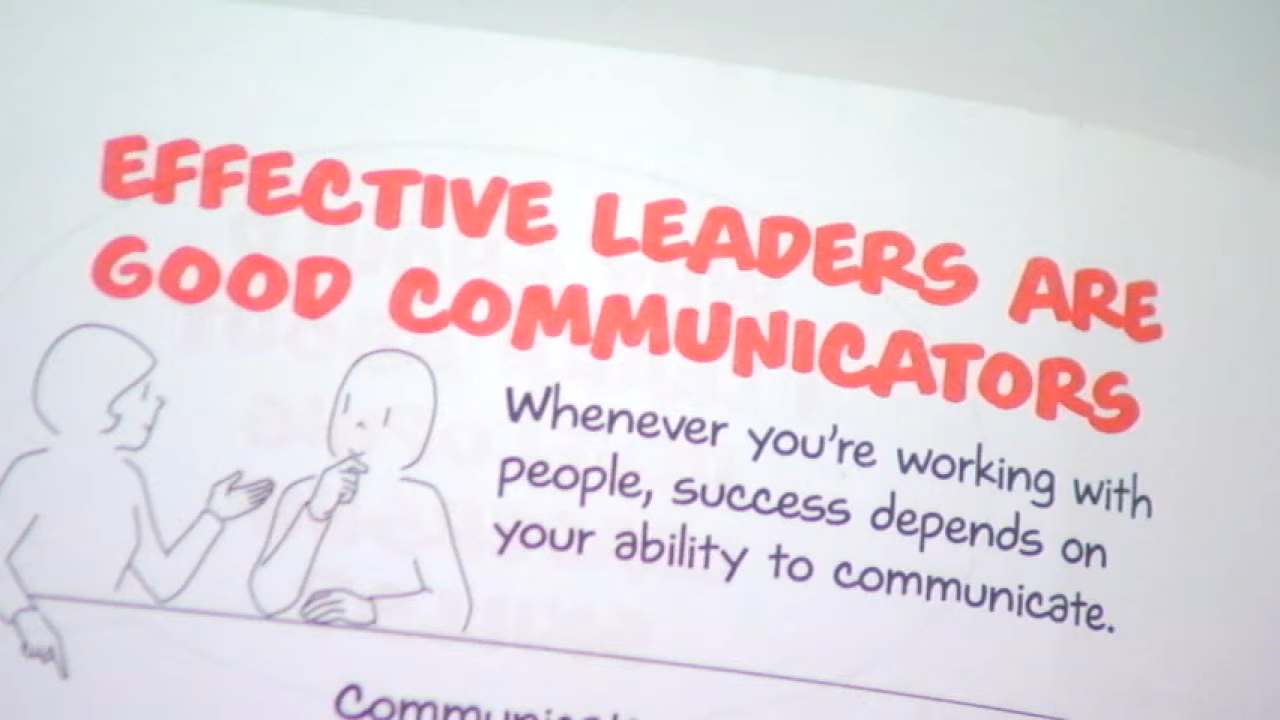 EFFECTIVE LEADERS ARE
GOOD COMMUNICATORS
Whenever you're working with
people, success depends on
your ability to communicate.